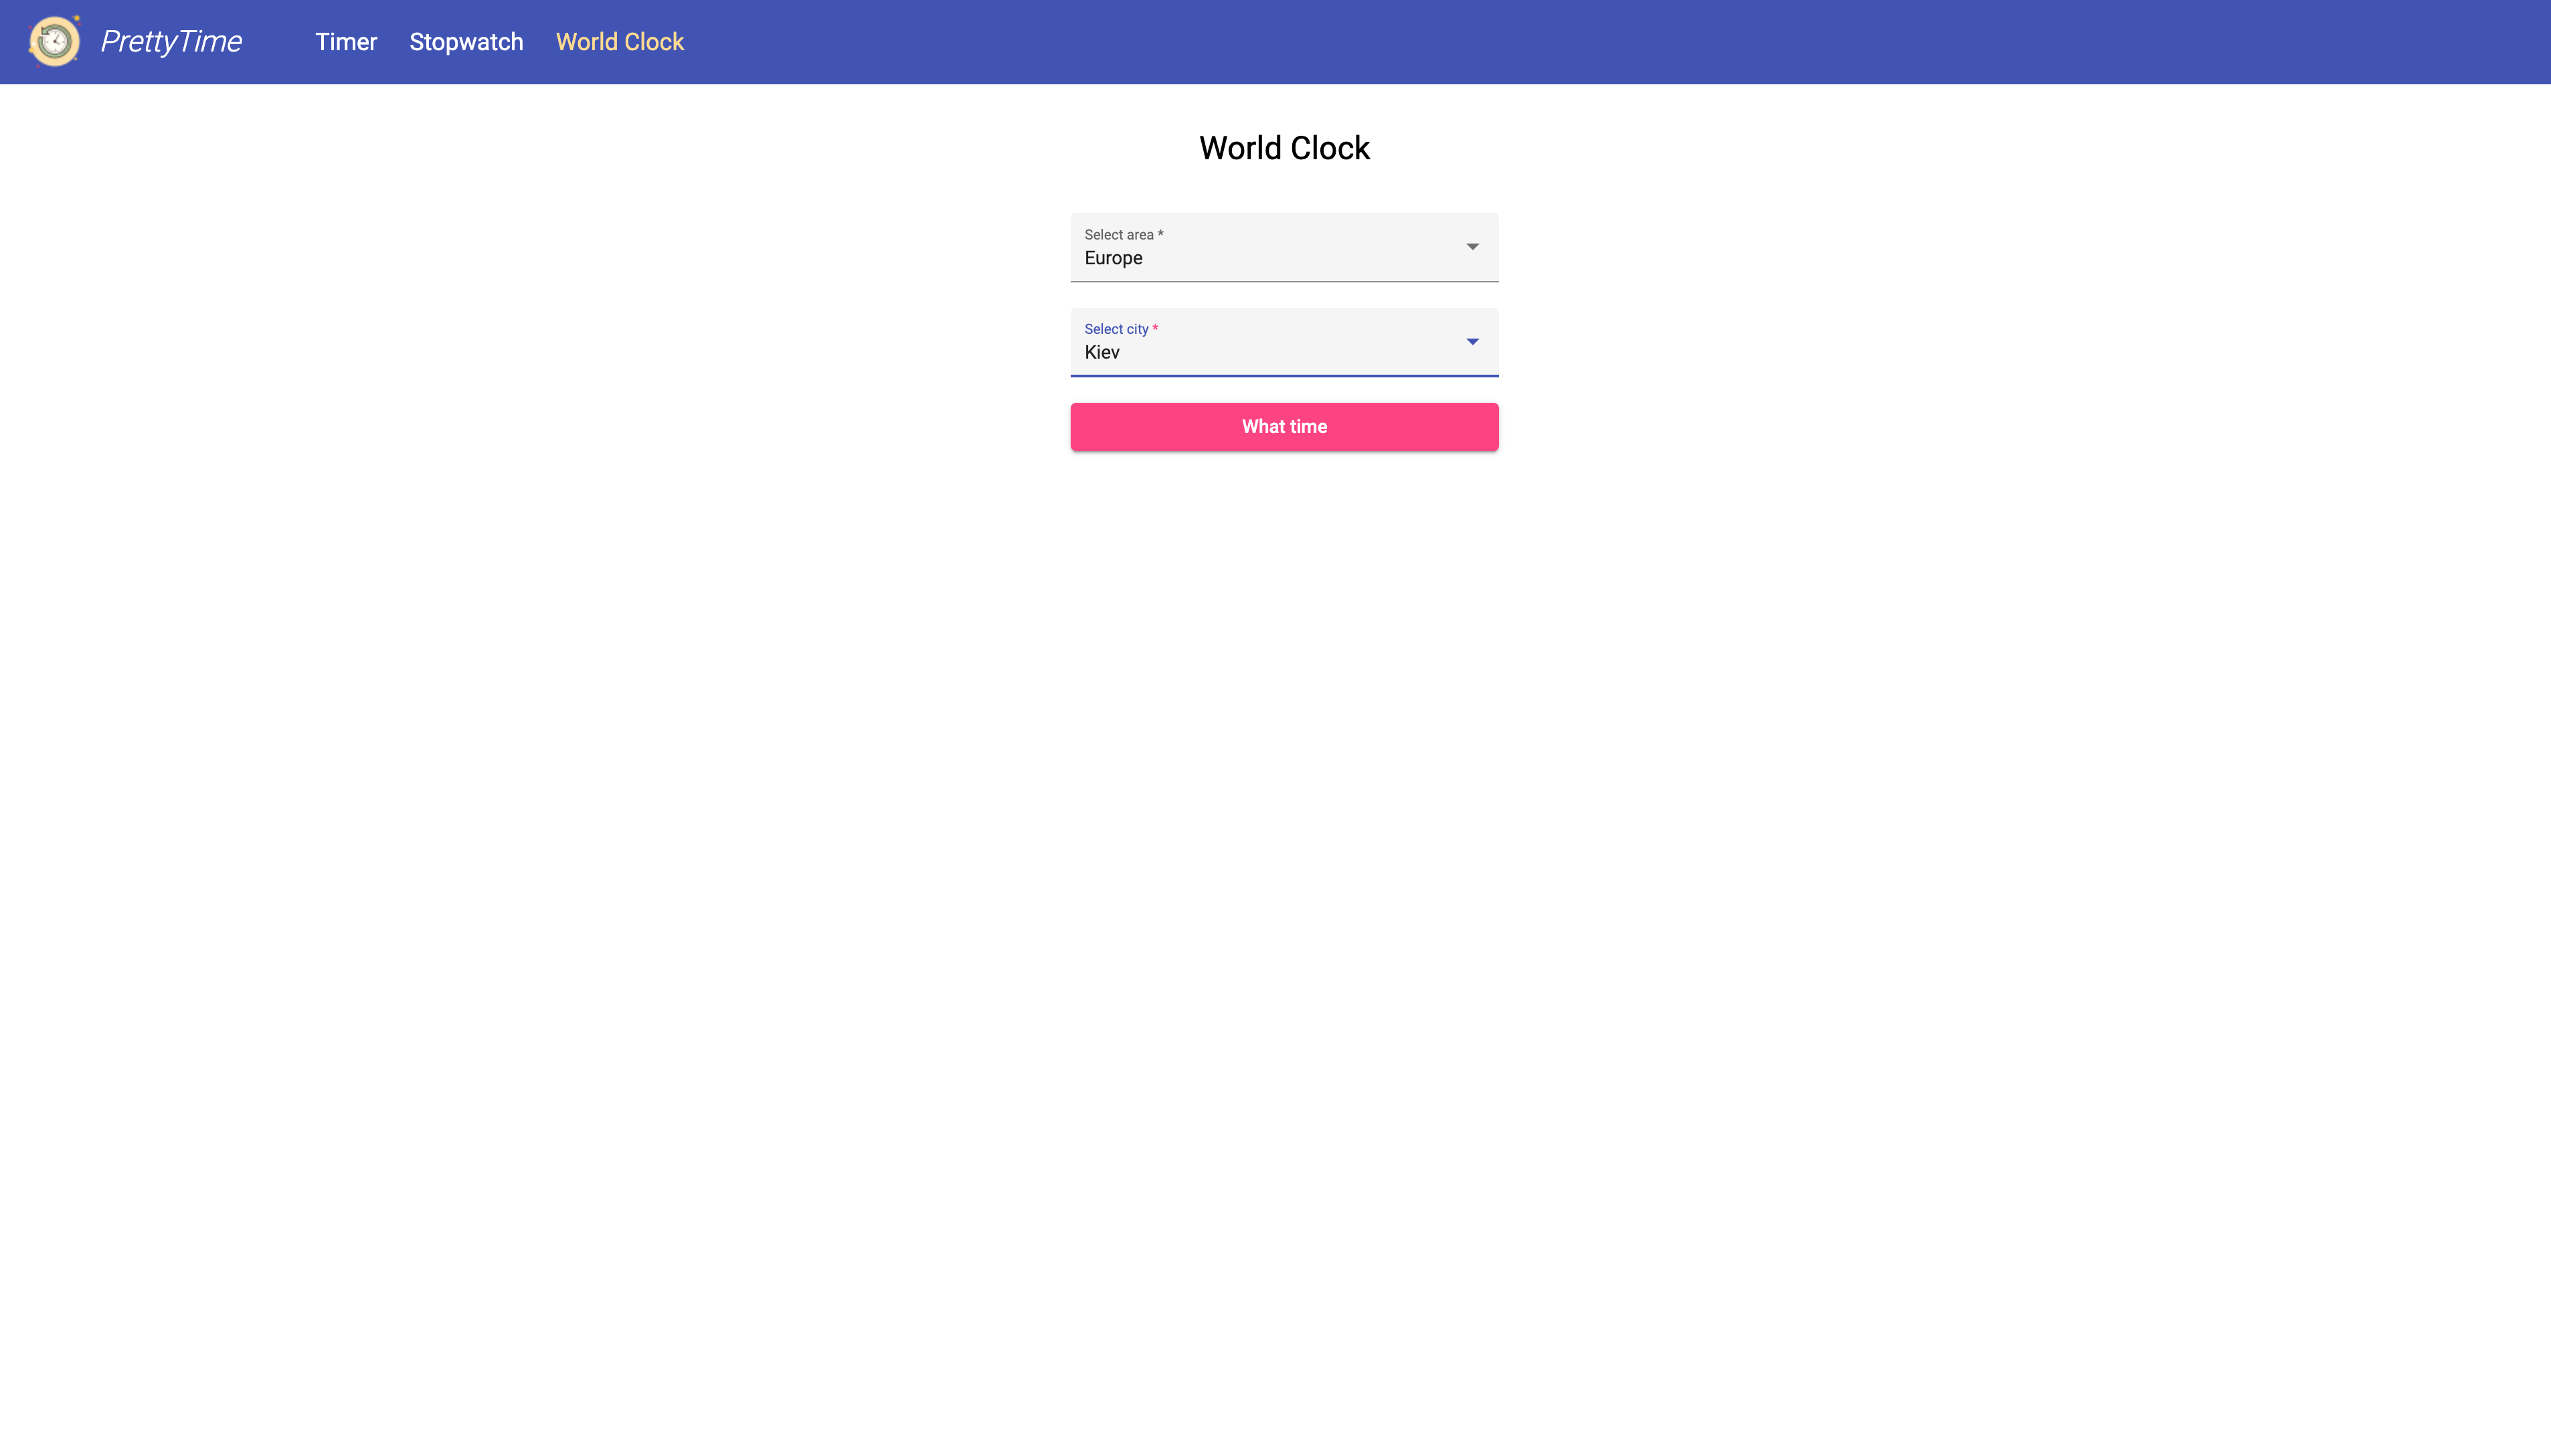 PrettyTime Timer Stopwatch World Clock
World Clock
Select area *
Europe
Select city *
Kiev
What time